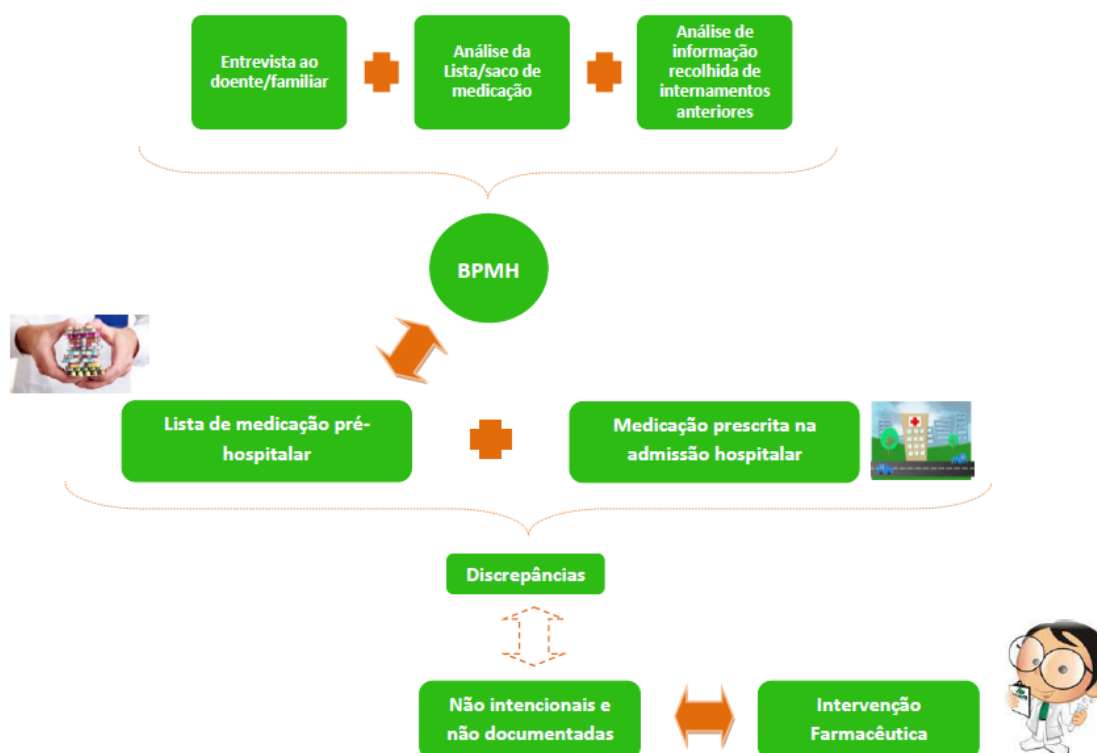 Entrevista ao
doente/familiar
Análise da
Lista/saco de
medicação
Análise de
informação
recolhida de
internamentos
anteriores
BPMH
Lista de medicação pré-
hospitalar
Medicação prescrita na
admissão hospitalar
Discrepâncias
Não intencionais e
não documentadas
Intervenção
Farmacêutica